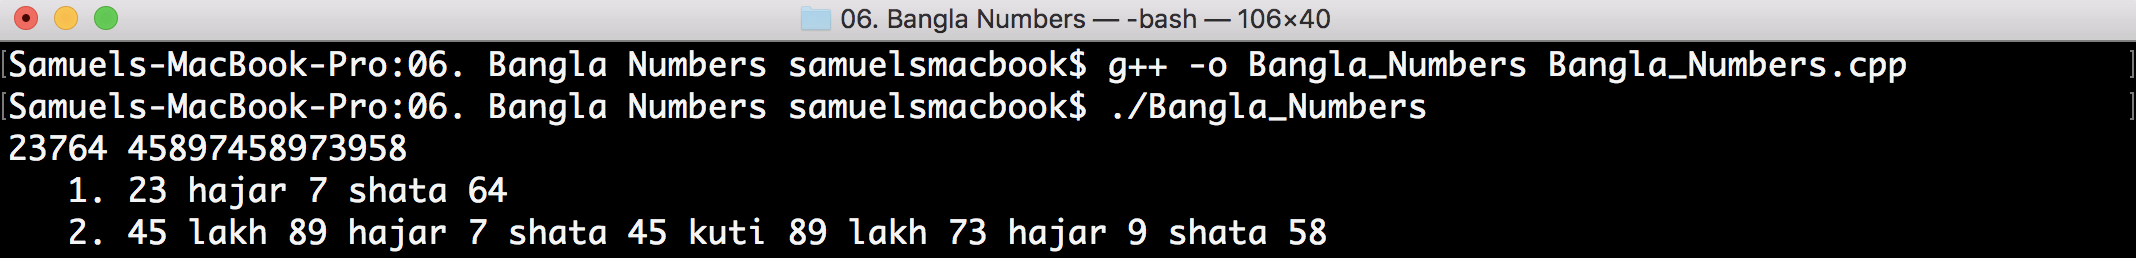 06. Bangla Numbers — -bash — 106×40
[Samuels-MacBook-Pro:06. Bangla Numbers samuelsmacbook$ g++ -o Bangla_Numbers Bangla_Numbers.cpp ]
[Samuels-MacBook-Pro:06. Bangla Numbers samuelsmacbook$ ./Bangla_Numbers ]
23764 45897458973958
1. 23 hajar 7 shata 64
2. 45 lakh 89 hajar 7 shata 45 kuti 89 lakh 73 hajar 9 shata 58